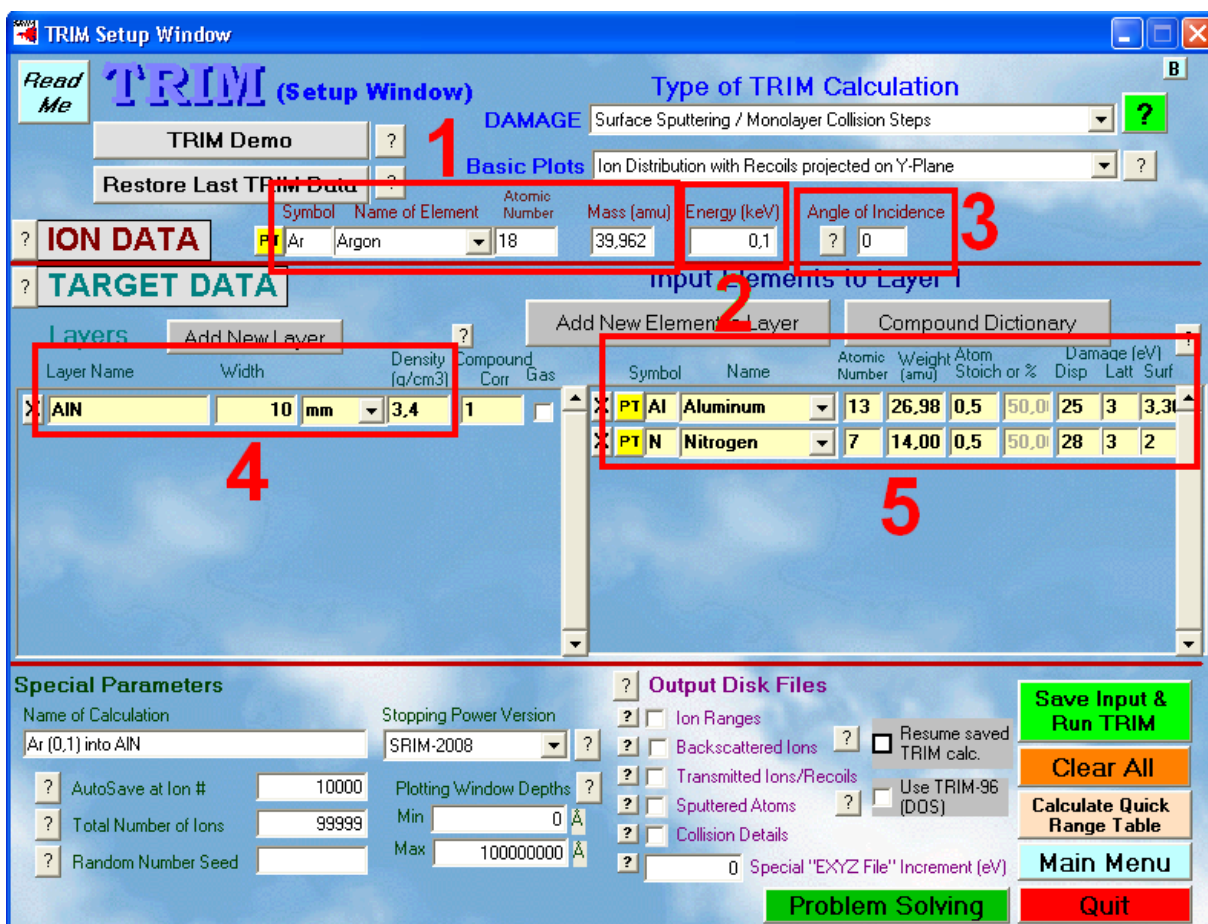 TRIM Setup Window
Read Me
TRIM (Setup Window)
B
Type of TRIM Calculation
DAMAGE Surface Sputtering / Monolayer Collision Steps ?
TRIM Demo ?
1
Basic Plots Ion Distribution with Recoils projected on Y-Plane ?
Restore Last TRIM Data ?
Symbol Name of Element Atomic Number Mass (amu) Energy (keV) Angle of Incidence
3
? ION DATA PT Ar Argon 18 39,962 0,1 ? 0
? TARGET DATA
Input Elements to Layer 1
2
Layers Add New Layer ?
Add New Element to Layer Compound Dictionary ?
Layer Name Width Density (g/cm3) Compound Corr Gas
X AlN 10 mm 3,4 1
4
Symbol Name Atomic Number Weight (amu) Atom Stoich or % Damage (eV) Disp Latt Surf
X PT Al Aluminum 13 26,98 0,5 50,0 25 3 3,3
X PT N Nitrogen 7 14,00 0,5 50,0 28 3 2
5
Special Parameters
Name of Calculation
Ar (0,1) into AlN
Stopping Power Version
SRIM-2008 ?
? AutoSave at Ion # 10000
? Total Number of Ions 99999
? Random Number Seed
Plotting Window Depths ?
Min 0 Å
Max 100000000 Å
? Output Disk Files
? Ion Ranges
? Backscattered Ions
? Transmitted Ions/Recoils
? Sputtered Atoms
? Collision Details
? Resume saved TRIM calc.
? Use TRIM-96 (DOS)
? 0 Special "EXYZ File" Increment (eV)
Save Input & Run TRIM
Clear All
Calculate Quick Range Table
Main Menu
Problem Solving
Quit